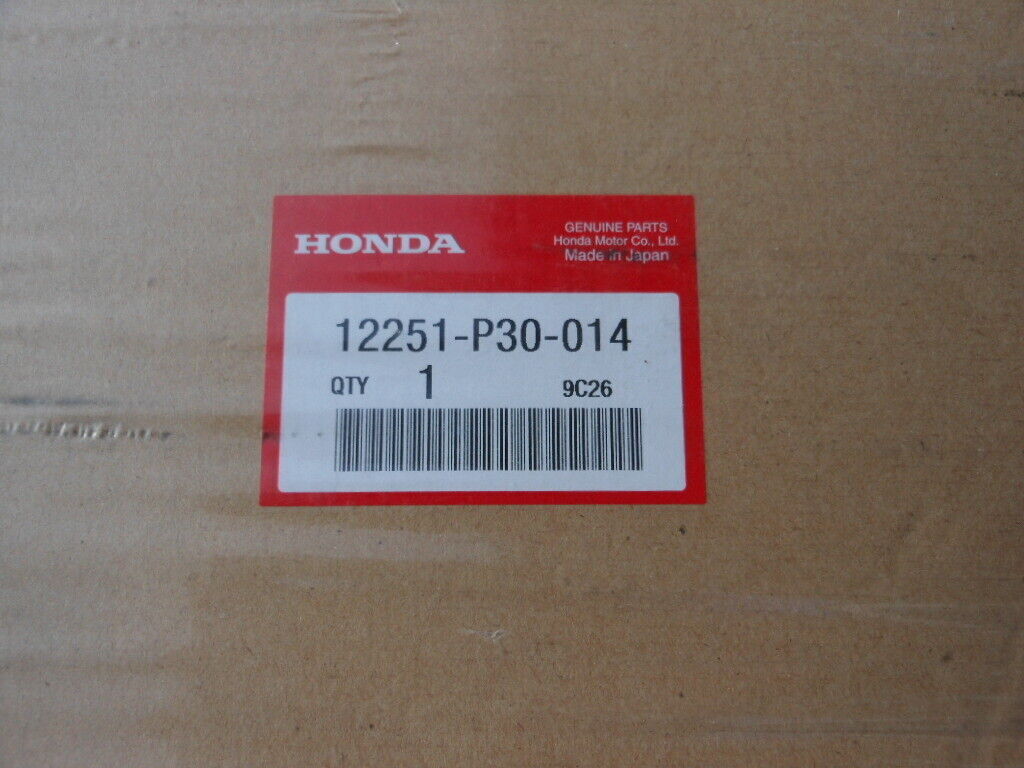 HONDA
GENUINE PARTS
Honda Motor Co., Ltd.
Made in Japan
12251-P30-014
QTY 1 9C26